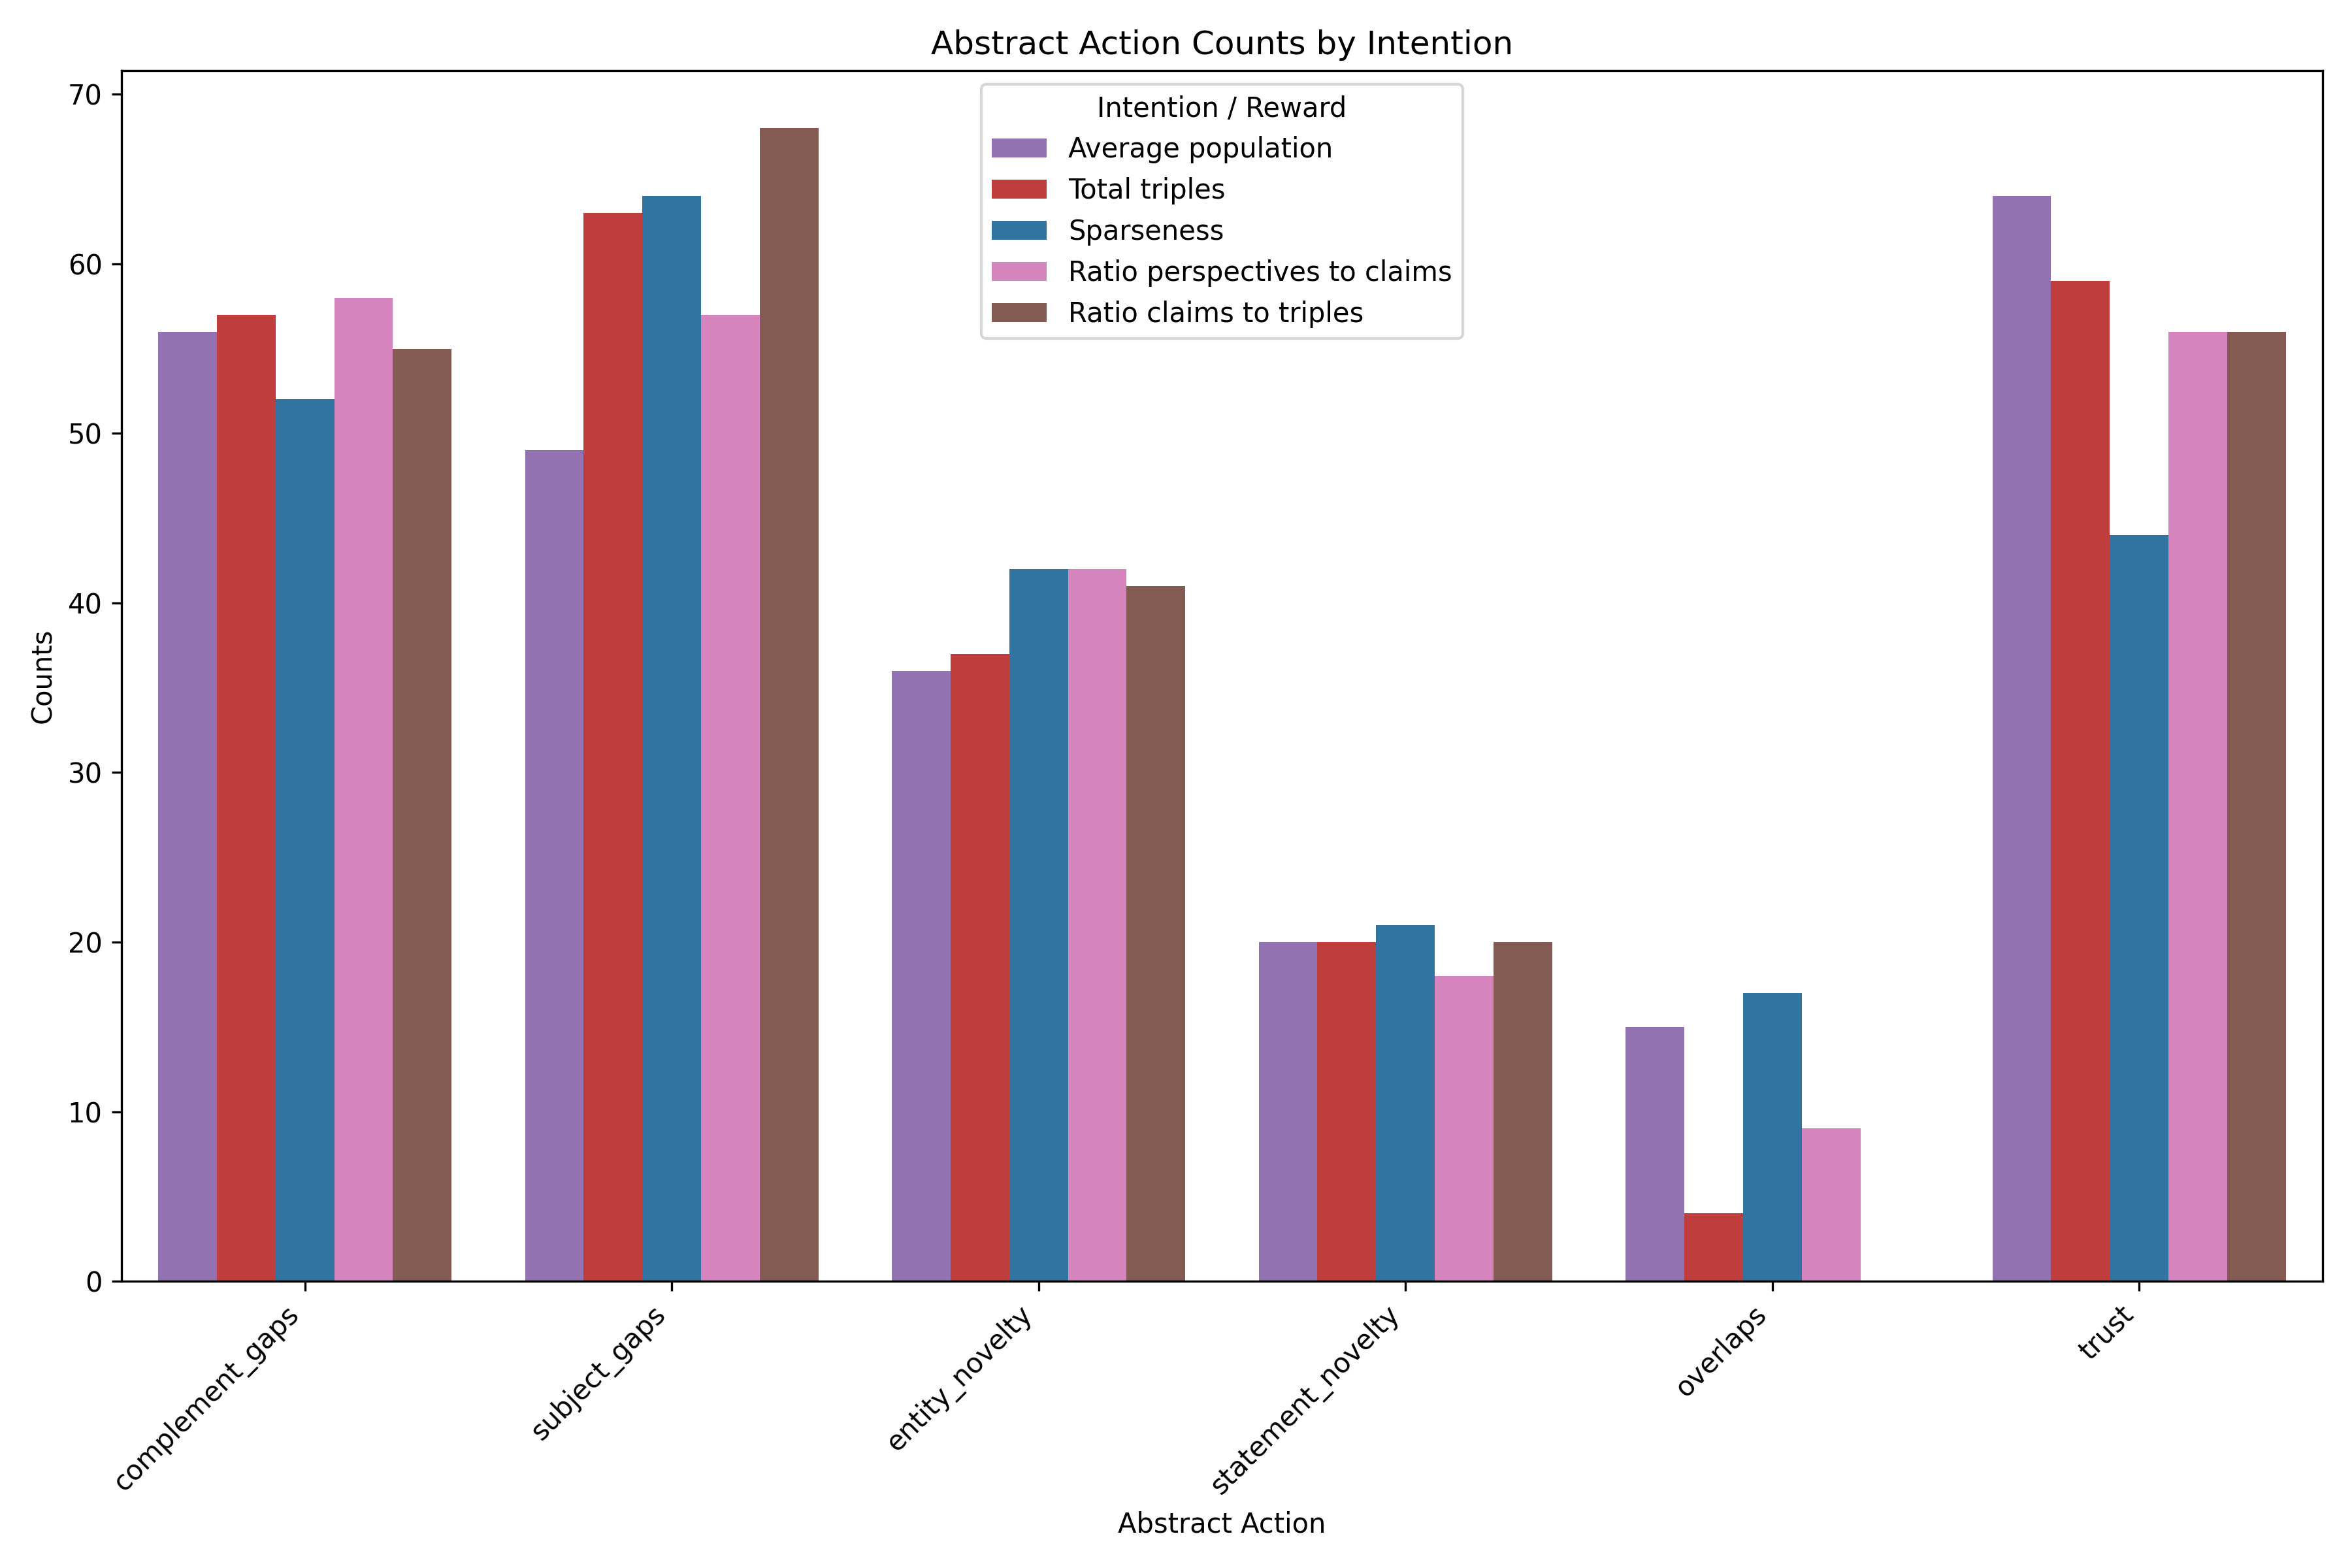 Abstract Action Counts by Intention
Intention / Reward
Average population
Total triples
Sparseness
Ratio perspectives to claims
Ratio claims to triples
Counts
70
60
50
40
30
20
10
0
complement_gaps
subject_gaps
entity_novelty
statement_novelty
overlaps
trust
Abstract Action